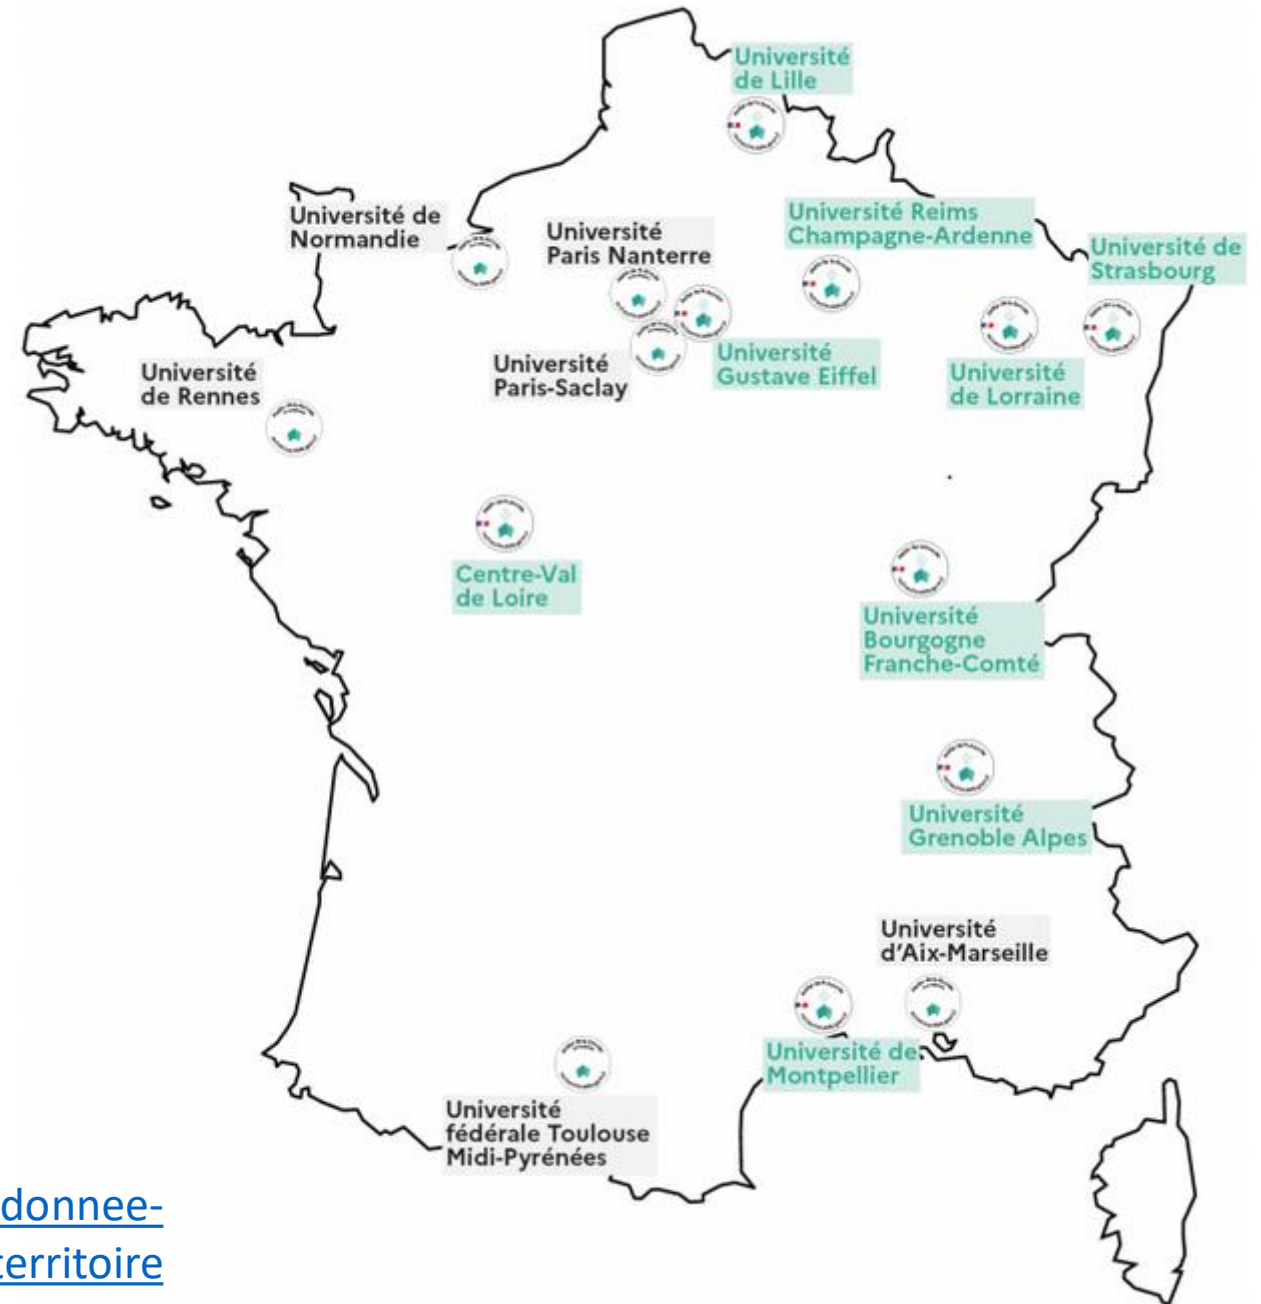 Université
de Lille
Université de
Normandie
Université
Paris Nanterre
Université Reims
Champagne-Ardenne
Université de
Strasbourg
Université
Paris-Saclay
Université
Gustave Eiffel
Université
de Lorraine
Université
de Rennes
Centre-Val
de Loire
Université
Bourgogne
Franche-Comté
Université
Grenoble Alpes
Université
d'Aix-Marseille
Université de
Montpellier
Université
fédérale Toulouse
Midi-Pyrénées
donnee-
territoire